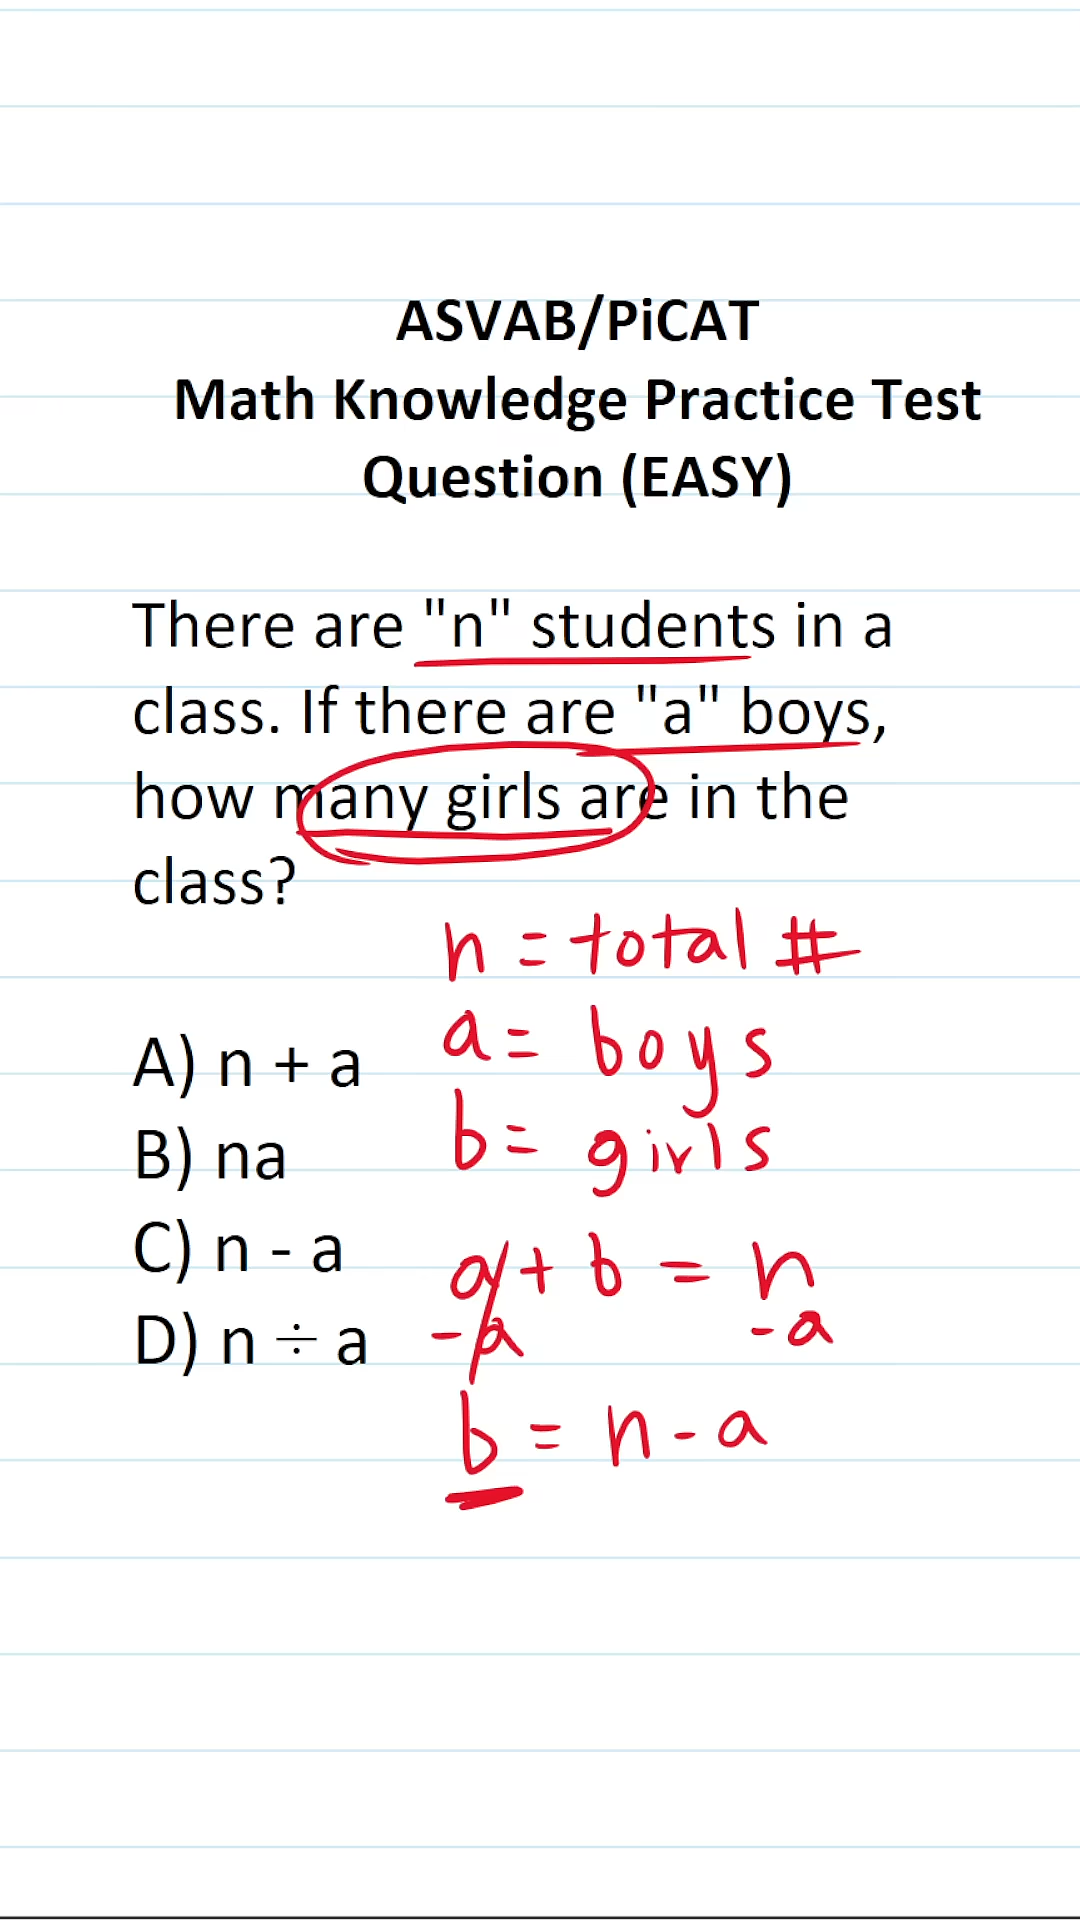 ASVAB/PiCAT
Math Knowledge Practice Test
Question (EASY)
There are "n" students in a
class. If there are "a" boys,
how many girls are in the
class?
n = total #
a = boys
b = girls
A) n + a
B) na
C) n - a
D) n ÷ a
a + b = n
-a -a
b = n - a